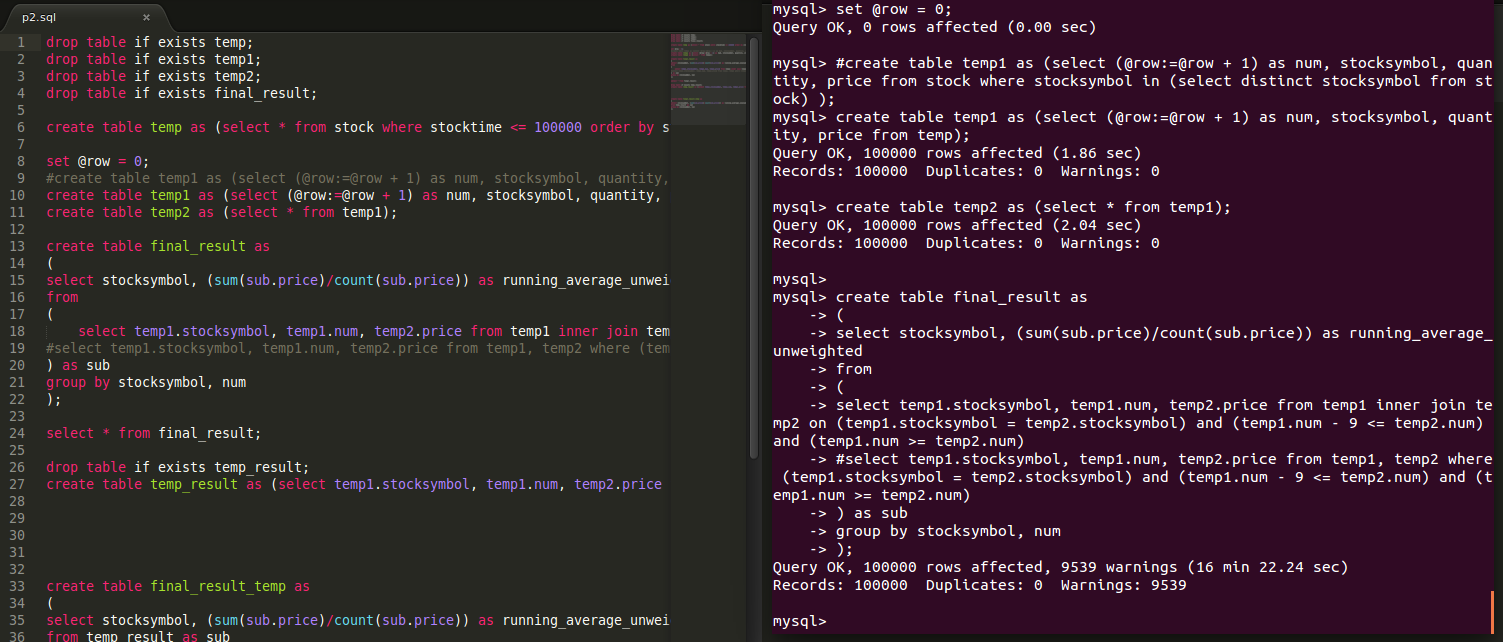 p2.sql ×
1 drop table if exists temp;
2 drop table if exists temp1;
3 drop table if exists temp2;
4 drop table if exists final_result;
5
6 create table temp as (select * from stock where stocktime <= 100000 order by s
7
8 set @row = 0;
9 #create table temp1 as (select (@row:=@row + 1) as num, stocksymbol, quantity,
10 create table temp1 as (select (@row:=@row + 1) as num, stocksymbol, quantity,
11 create table temp2 as (select * from temp1);
12
13 create table final_result as
14 (
15 select stocksymbol, (sum(sub.price)/count(sub.price)) as running_average_unwei
16 from
17 (
18 select temp1.stocksymbol, temp1.num, temp2.price from temp1 inner join tem
19 #select temp1.stocksymbol, temp1.num, temp2.price from temp1, temp2 where (tem
20 ) as sub
21 group by stocksymbol, num
22 );
23
24 select * from final_result;
25
26 drop table if exists temp_result;
27 create table temp_result as (select temp1.stocksymbol, temp1.num, temp2.price
28
29
30
31
32
33 create table final_result_temp as
34 (
35 select stocksymbol, (sum(sub.price)/count(sub.price)) as running_average_unwei
36 from temp_result as sub
mysql> set @row = 0;
Query OK, 0 rows affected (0.00 sec)
mysql> #create table temp1 as (select (@row:=@row + 1) as num, stocksymbol, quan
tity, price from stock where stocksymbol in (select distinct stocksymbol from st
ock) );
mysql> create table temp1 as (select (@row:=@row + 1) as num, stocksymbol, quant
ity, price from temp);
Query OK, 100000 rows affected (1.86 sec)
Records: 100000 Duplicates: 0 Warnings: 0
mysql> create table temp2 as (select * from temp1);
Query OK, 100000 rows affected (2.04 sec)
Records: 100000 Duplicates: 0 Warnings: 0
mysql>
mysql> create table final_result as
-> (
-> select stocksymbol, (sum(sub.price)/count(sub.price)) as running_average_
unweighted
-> from
-> (
-> select temp1.stocksymbol, temp1.num, temp2.price from temp1 inner join te
mp2 on (temp1.stocksymbol = temp2.stocksymbol) and (temp1.num - 9 <= temp2.num)
and (temp1.num >= temp2.num)
-> #select temp1.stocksymbol, temp1.num, temp2.price from temp1, temp2 where
(temp1.stocksymbol = temp2.stocksymbol) and (temp1.num - 9 <= temp2.num) and (t
emp1.num >= temp2.num)
-> ) as sub
-> group by stocksymbol, num
-> );
Query OK, 100000 rows affected, 9539 warnings (16 min 22.24 sec)
Records: 100000 Duplicates: 0 Warnings: 9539
mysql>